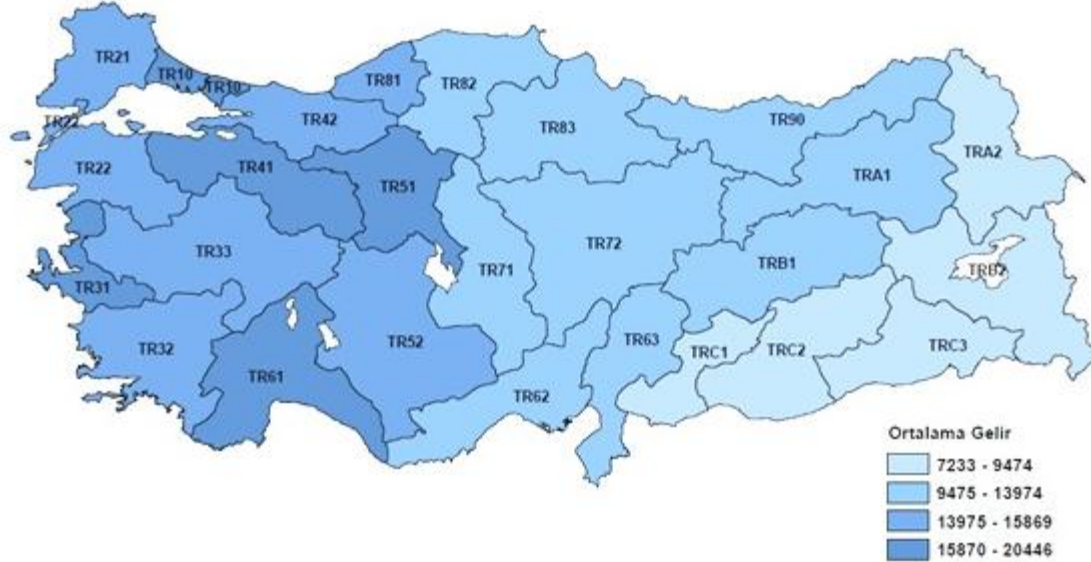 TR21
TR10
TR10
TR81
TR82
TR22
TR42
TR83
TR90
TRA2
TR22
TR41
TR51
TRA1
TR33
TR72
TRB1
TRB2
TR31
TR71
TR32
TR52
TR63
TRC1
TRC2
TRC3
TR61
TR62
Ortalama Gelir
7233 - 9474
9475 - 13974
13975 - 15869
15870 - 20446